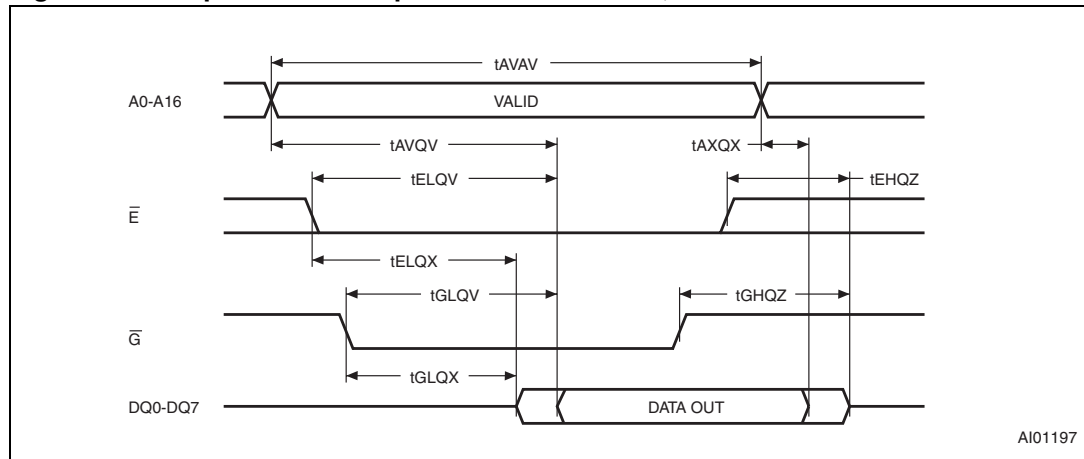 tAVAV
A0-A16
VALID
tAVQV
tAXQX
tELQV
tEHQZ
E
tELQX
tGLQV
tGHQZ
G
tGLQX
DQ0-DQ7
DATA OUT
AI01197